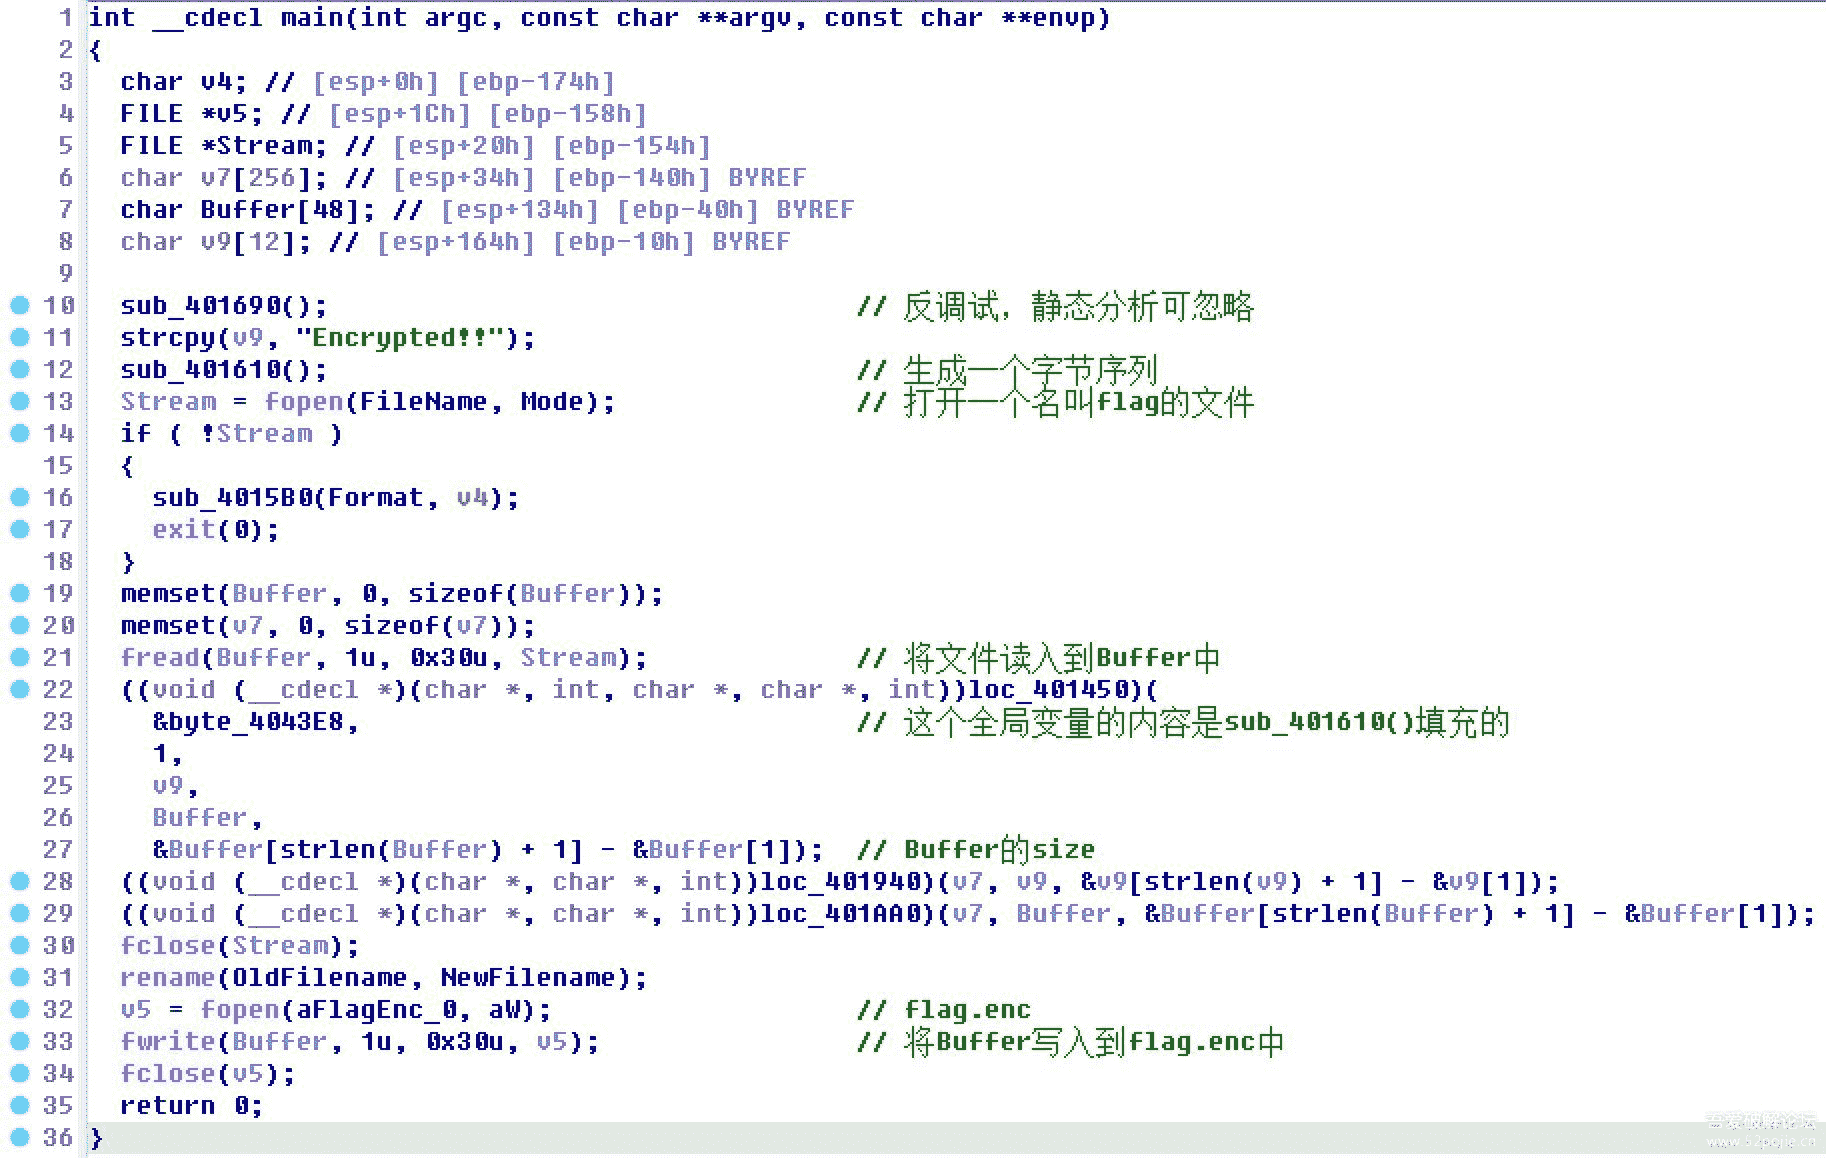 1 int __cdecl main(int argc, const char **argv, const char **envp)
2 {
3 char v4; // [esp+0h] [ebp-174h]
4 FILE *v5; // [esp+1Ch] [ebp-158h]
5 FILE *Stream; // [esp+20h] [ebp-154h]
6 char v7[256]; // [esp+34h] [ebp-140h] BYREF
7 char Buffer[48]; // [esp+134h] [ebp-40h] BYREF
8 char v9[12]; // [esp+164h] [ebp-10h] BYREF
9
10 sub_401690(); // 反调试，静态分析可忽略
11 strcpy(v9, "Encrypted!!");
12 sub_401610(); // 生成一个字节序列
13 Stream = fopen(FileName, Mode); // 打开一个名叫flag的文件
14 if ( !Stream )
15 {
16 sub_4015B0(Format, v4);
17 exit(0);
18 }
19 memset(Buffer, 0, sizeof(Buffer));
20 memset(v7, 0, sizeof(v7));
21 fread(Buffer, 1u, 0x30u, Stream); // 将文件读入到Buffer中
22 ((void (__cdecl *)(char *, int, char *, char *, int))loc_401450)(
23 &byte_4043E8, // 这个全局变量的内容是sub_401610()填充的
24 1,
25 v9,
26 Buffer,
27 &Buffer[strlen(Buffer) + 1] - &Buffer[1]); // Buffer的size
28 ((void (__cdecl *)(char *, char *, int))loc_401940)(v7, v9, &v9[strlen(v9) + 1] - &v9[1]);
29 ((void (__cdecl *)(char *, char *, int))loc_401AA0)(v7, Buffer, &Buffer[strlen(Buffer) + 1] - &Buffer[1]);
30 fclose(Stream);
31 rename(OldFilename, NewFilename);
32 v5 = fopen(aFlagEnc_0, aW); // flag.enc
33 fwrite(Buffer, 1u, 0x30u, v5); // 将Buffer写入到flag.enc中
34 fclose(v5);
35 return 0;
36 }
吾爱破解论坛
www.52pojie.cn